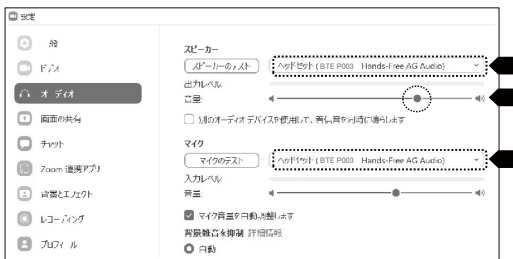 設定
一般
ビデオ
オーディオ
画面の共有
チャット
Zoom 連携アプリ
背景とエフェクト
レコーディング
プロフィール
スピーカー
スピーカーのテスト
ヘッドセット ( BTE P003 Hands-Free AG Audio)
出力レベル:
音量:
別のオーディオ デバイスを使用して、着信音を同時に鳴らします
マイク
マイクのテスト
ヘッドセット ( BTE P003 Hands-Free AG Audio)
入力レベル:
音量:
マイク音量を自動調整します
背景雑音を抑制 詳細情報
自動